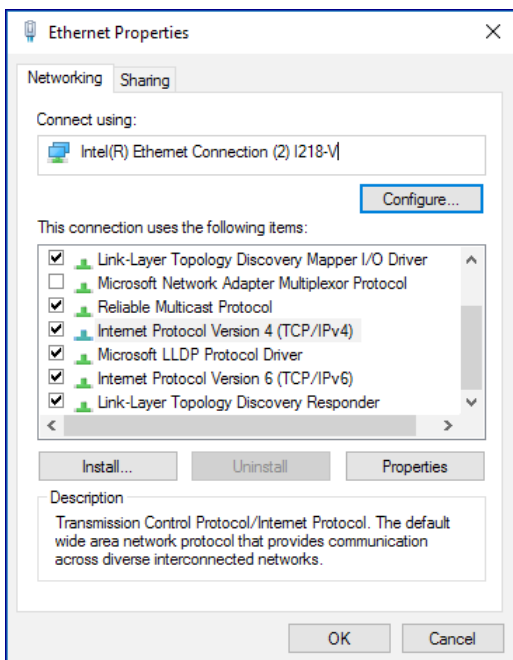 Ethernet Properties
Networking
Sharing
Connect using:
Intel(R) Ethernet Connection (2) I218-V
Configure...
This connection uses the following items:
Link-Layer Topology Discovery Mapper I/O Driver
Microsoft Network Adapter Multiplexor Protocol
Reliable Multicast Protocol
Internet Protocol Version 4 (TCP/IPv4)
Microsoft LLDP Protocol Driver
Internet Protocol Version 6 (TCP/IPv6)
Link-Layer Topology Discovery Responder
Install...
Uninstall
Properties
Description
Transmission Control Protocol/Internet Protocol. The default
wide area network protocol that provides communication
across diverse interconnected networks.
OK
Cancel